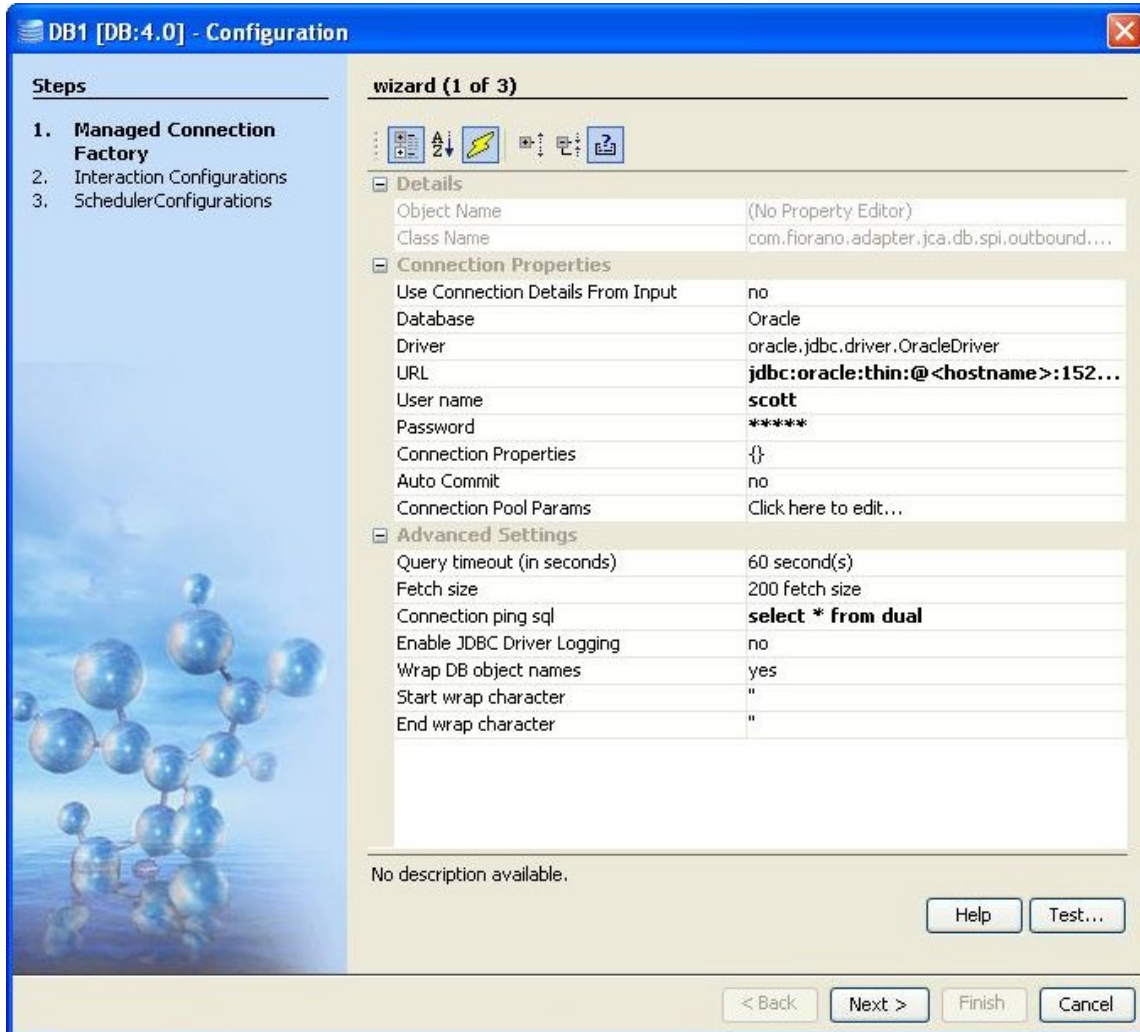 DB1 [DB:4.0] - Configuration
Steps
1. Managed Connection
Factory
2. Interaction Configurations
3. SchedulerConfigurations
wizard (1 of 3)
Details
Object Name (No Property Editor)
Class Name com.fiorano.adapter.jca.db.spi.outbound....
Connection Properties
Use Connection Details From Input no
Database Oracle
Driver oracle.jdbc.driver.OracleDriver
URL jdbc:oracle:thin:@<hostname>:152...
User name scott
Password *****
Connection Properties {}
Auto Commit no
Connection Pool Params Click here to edit...
Advanced Settings
Query timeout (in seconds) 60 second(s)
Fetch size 200 fetch size
Connection ping sql select * from dual
Enable JDBC Driver Logging no
Wrap DB object names yes
Start wrap character "
End wrap character "
No description available.
Help Test...
< Back Next > Finish Cancel